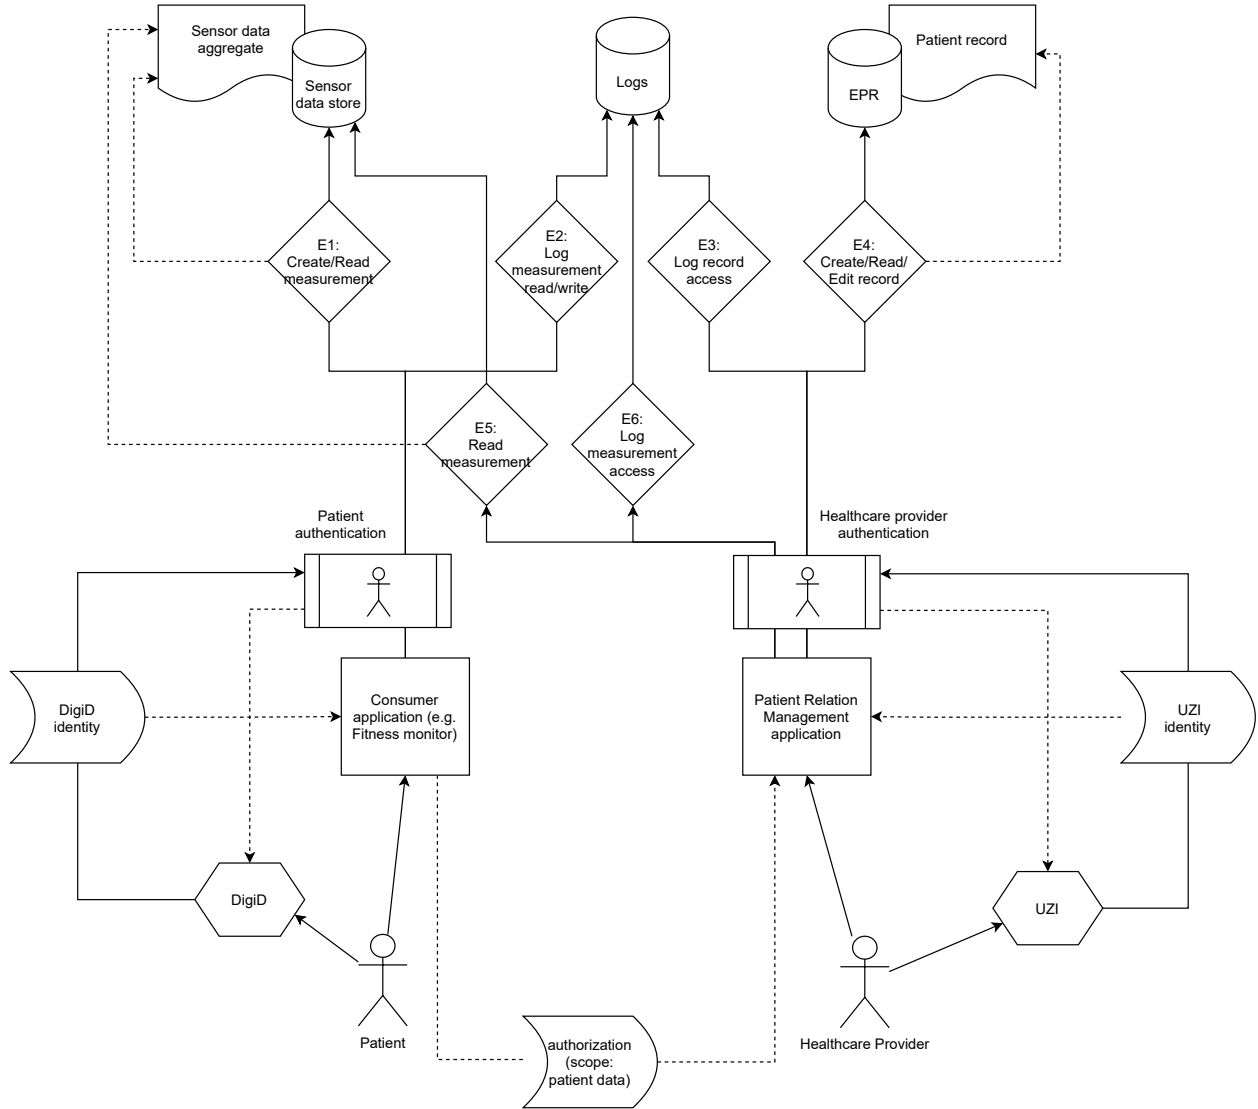 Sensor data
aggregate
Sensor
data store
Logs
Patient record
EPR
E1:
Create/Read
measurement
E2:
Log
measurement
read/write
E3:
Log record
access
E4:
Create/Read/
Edit record
E5:
Read
measurement
E6:
Log
measurement
access
Patient
authentication
Healthcare provider
authentication
DigiD
identity
Consumer
application (e.g.
Fitness monitor)
Patient Relation
Management
application
UZI
identity
DigiD
UZI
Patient
Healthcare Provider
authorization
(scope:
patient data)